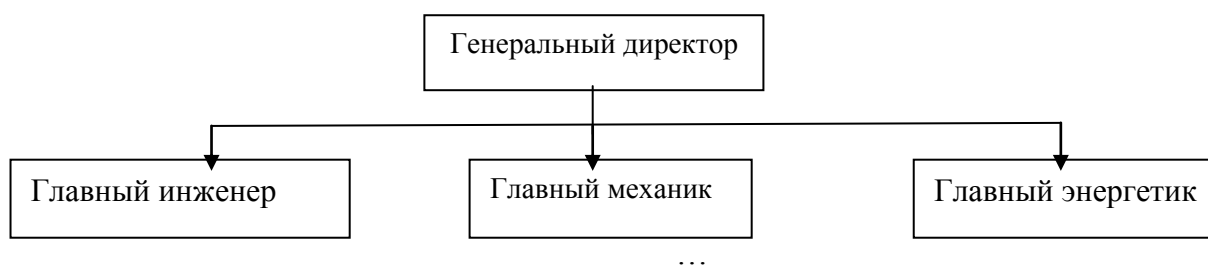 Генеральный директор
Главный инженер
Главный механик
Главный энергетик
…